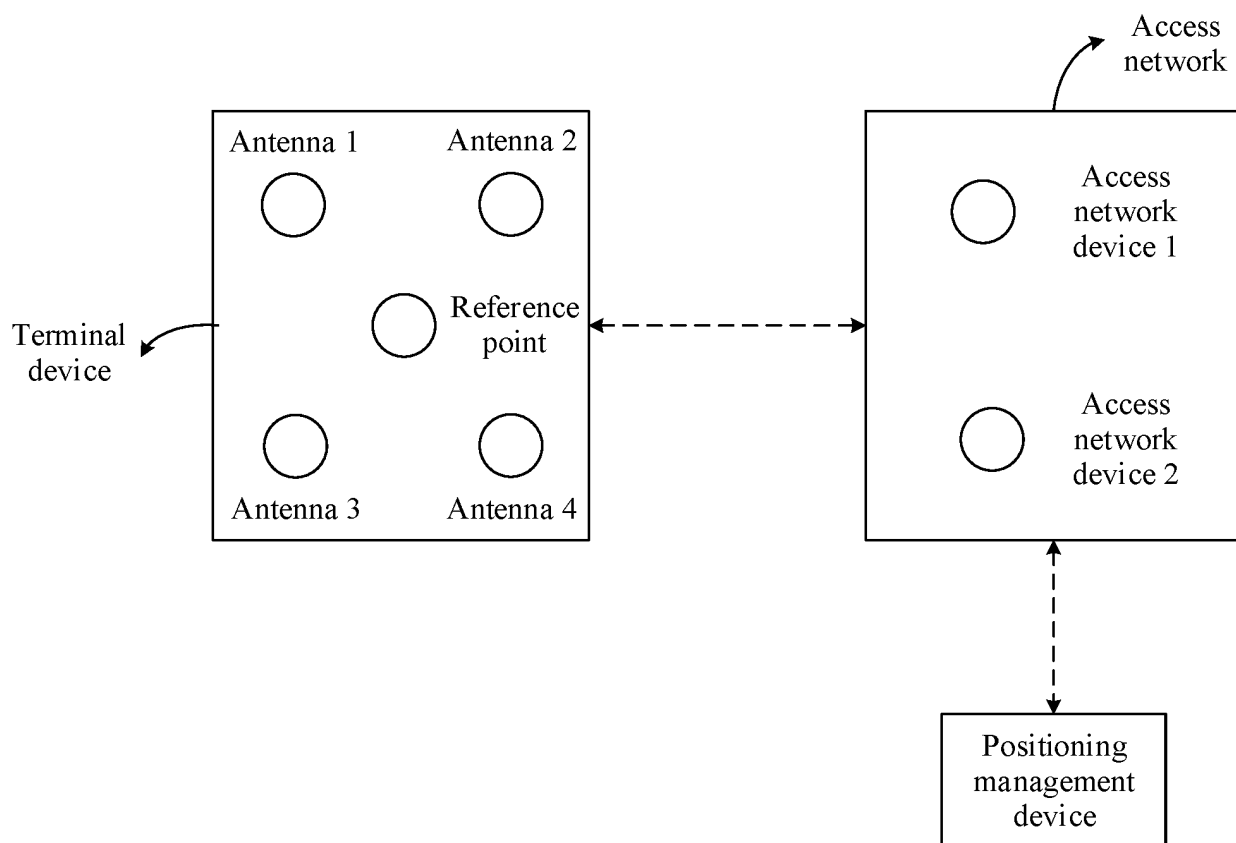 Access
network
Antenna 1
Antenna 2
Access
network
device 1
Reference
point
Terminal
device
Access
network
device 2
Antenna 3
Antenna 4
Positioning
management
device